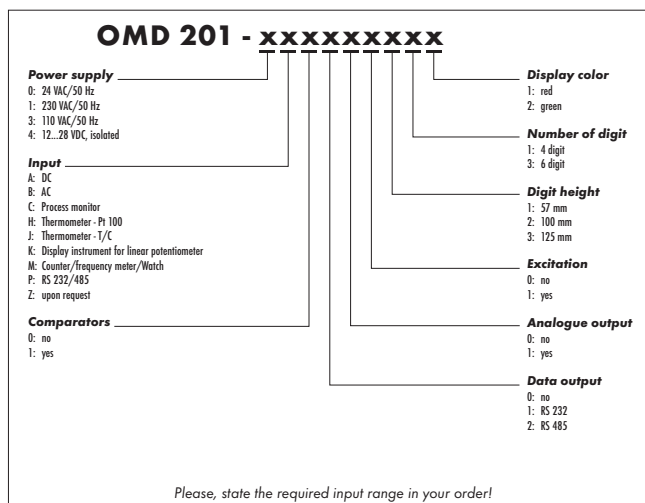 OMD 201 - xxxxxxxxx
Power supply
0: 24 VAC/50 Hz
1: 230 VAC/50 Hz
3: 110 VAC/50 Hz
4: 12...28 VDC, isolated
Input
A: DC
B: AC
C: Process monitor
H: Thermometer - Pt 100
J: Thermometer - T/C
K: Display instrument for linear potentiometer
M: Counter/frequency meter/Watch
P: RS 232/485
Z: upon request
Comparators
0: no
1: yes
Display color
1: red
2: green
Number of digit
1: 4 digit
3: 6 digit
Digit height
1: 57 mm
2: 100 mm
3: 125 mm
Excitation
0: no
1: yes
Analogue output
0: no
1: yes
Data output
0: no
1: RS 232
2: RS 485
Please, state the required input range in your order!